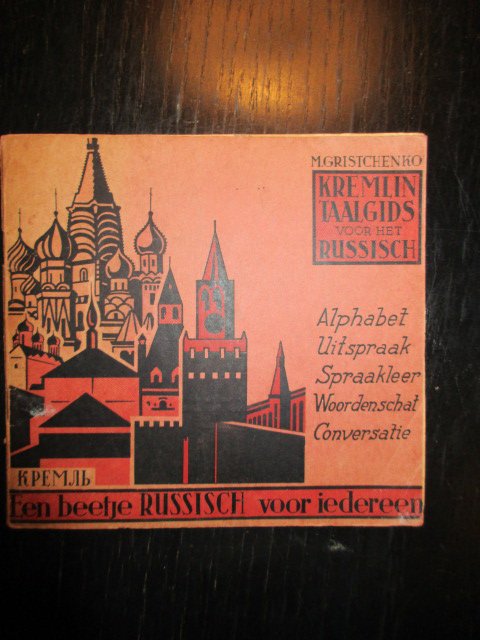 M. GRISTCHENKO
KREMLIN
TAALGIDS
VOOR HET
RUSSISCH
Alphabet
Uitspraak
Spraakleer
Woordenschat
Conversatie
КРЕМЛЬ
Een beetje RUSSISCH voor iedereen